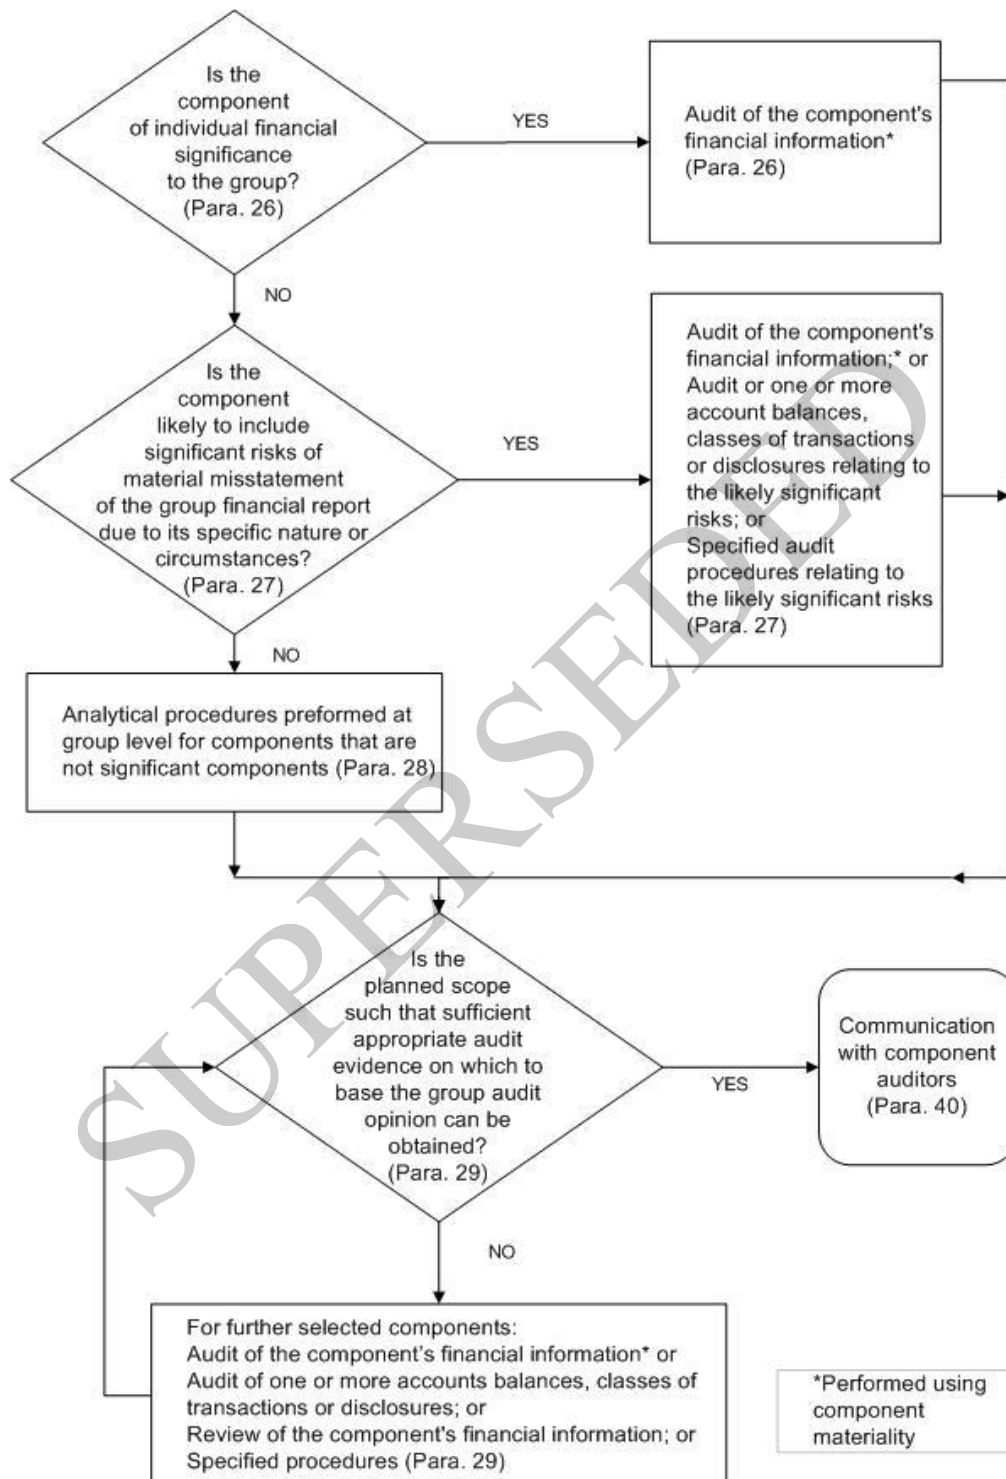 Is the
component
of individual financial
significance
to the group?
(Para. 26)
YES
Audit of the component's
financial information*
(Para. 26)
NO
Is the
component
likely to include
significant risks of
material misstatement
of the group financial report
due to its specific nature or
circumstances?
(Para. 27)
YES
Audit of the component's
financial information;* or
Audit or one or more
account balances,
classes of transactions
or disclosures relating to
the likely significant
risks; or
Specified audit
procedures relating to
the likely significant risks
(Para. 27)
NO
Analytical procedures preformed at
group level for components that are
not significant components (Para. 28)
SUPERSEDED
Is the
planned scope
such that sufficient
appropriate audit
evidence on which to
base the group audit
opinion can be
obtained?
(Para. 29)
YES
Communication
with component
auditors
(Para. 40)
NO
For further selected components:
Audit of the component's financial information* or
Audit of one or more accounts balances, classes of
transactions or disclosures; or
Review of the component's financial information; or
Specified procedures (Para. 29)
*Performed using
component
materiality